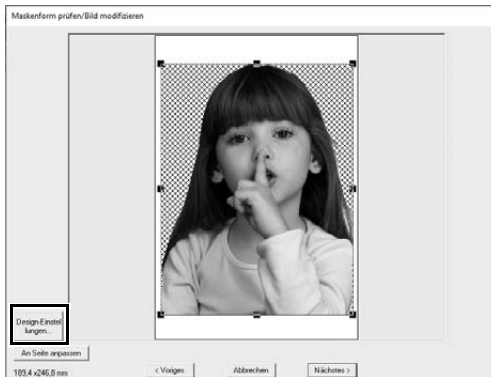 Maskenform prüfen/Bild modifizieren
Design-Einstel
lungen...
An Seite anpassen
189,4 x246,8 mm
< Voriges
Abbrechen
Nächstes >